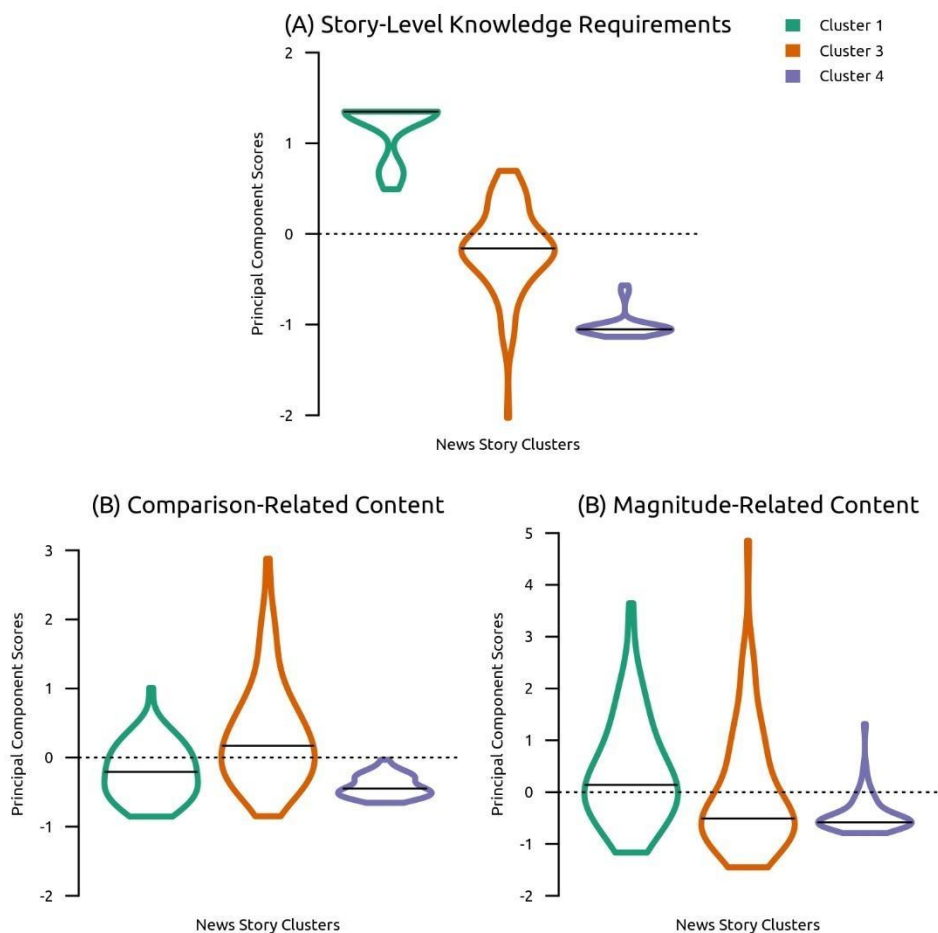 (A) Story-Level Knowledge Requirements
Cluster 1
Cluster 3
Cluster 4
Principal Component Scores
2
1
0
-1
-2
News Story Clusters
(B) Comparison-Related Content
Principal Component Scores
3
2
1
0
-1
-2
News Story Clusters
(B) Magnitude-Related Content
Principal Component Scores
5
4
3
2
1
0
-1
-2
News Story Clusters